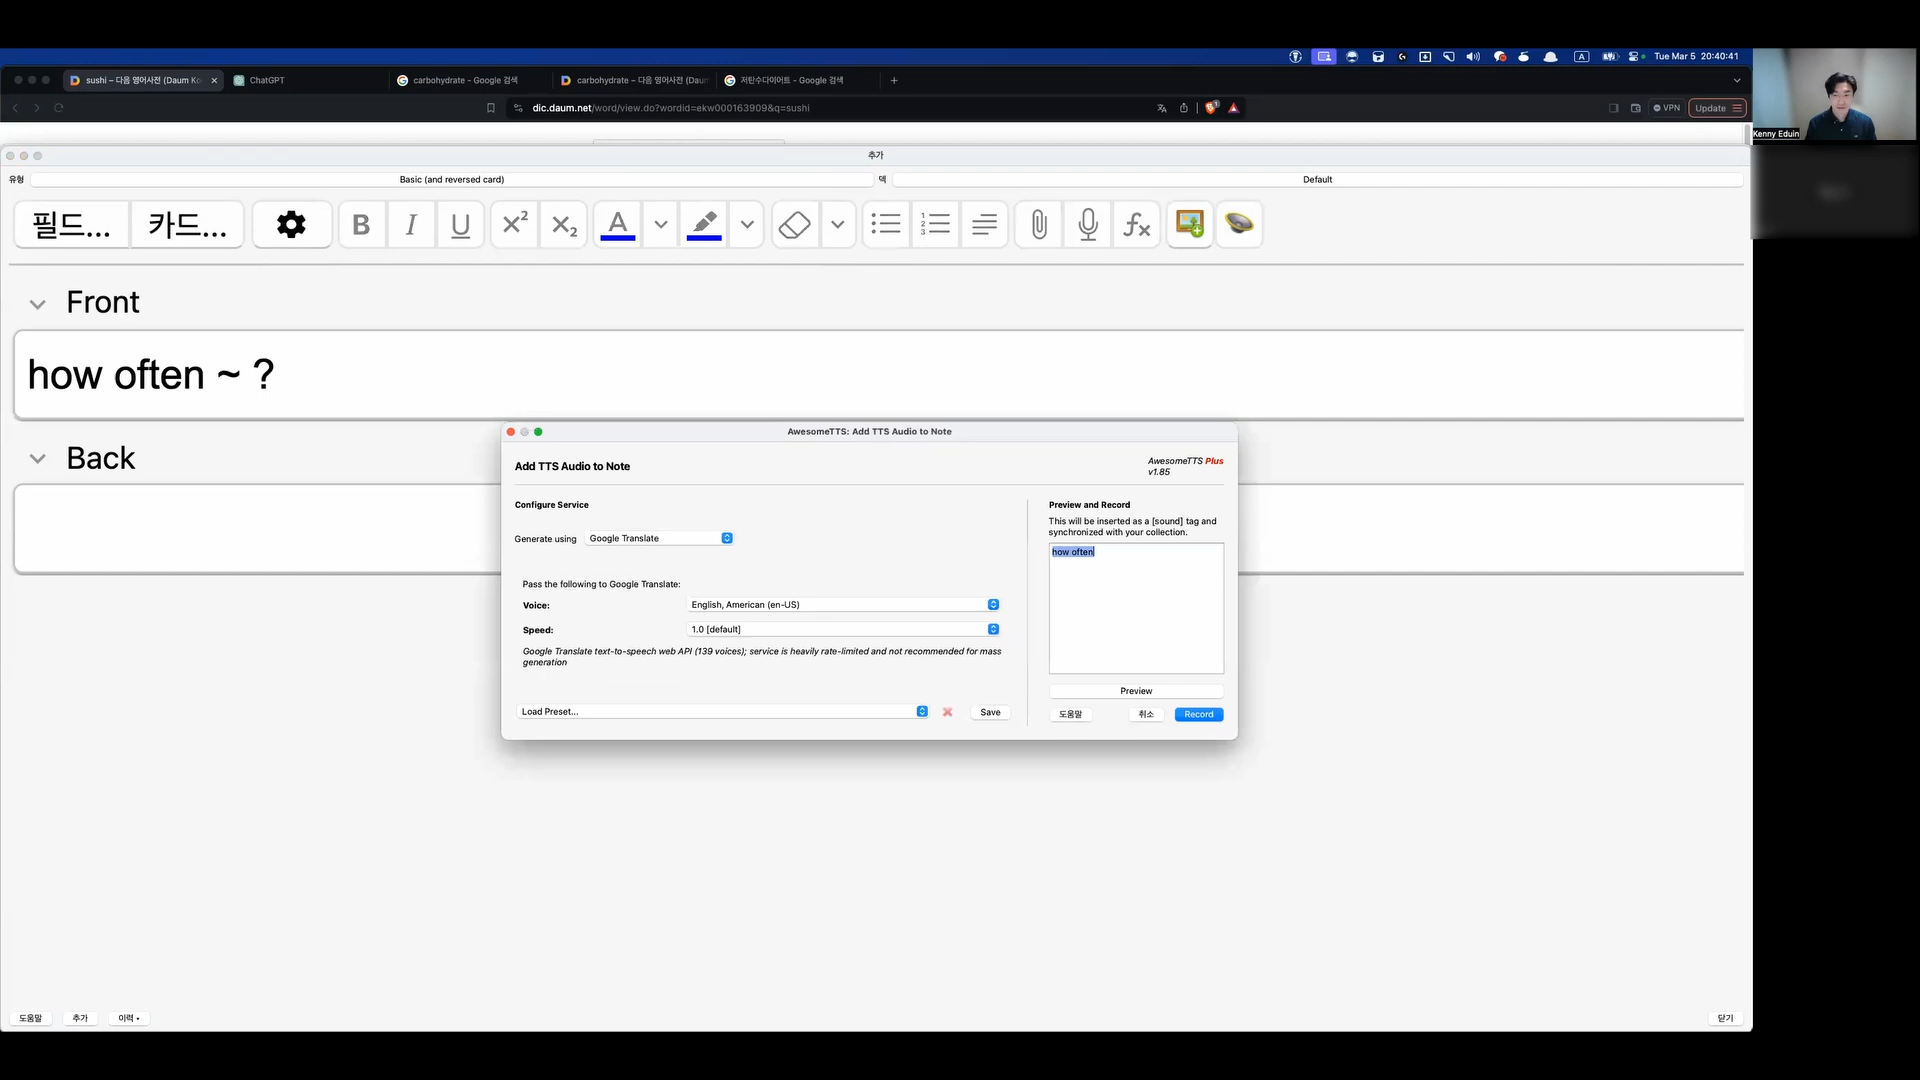 Tue Mar 5 20:40:41
sushi – 다음 영어사전 (Daum Ko
ChatGPT
carbohydrate - Google 검색
carbohydrate – 다음 영어사전 (Daum
저탄수다이어트 - Google 검색
dic.daum.net/word/view.do?wordid=ekw000163909&q=sushi
VPN
Update
Kenny Eduin
추가
유형
Basic (and reversed card)
덱
Default
필드...
카드...
Front
how often ~ ?
Back
AwesomeTTS: Add TTS Audio to Note
Add TTS Audio to Note
AwesomeTTS Plus
v1.85
Configure Service
Generate using
Google Translate
Pass the following to Google Translate:
Voice:
English, American (en-US)
Speed:
1.0 [default]
Google Translate text-to-speech web API (139 voices); service is heavily rate-limited and not recommended for mass
generation
Load Preset...
Save
Preview and Record
This will be inserted as a [sound] tag and
synchronized with your collection.
how often
Preview
도움말
취소
Record
도움말
추가
이력
닫기